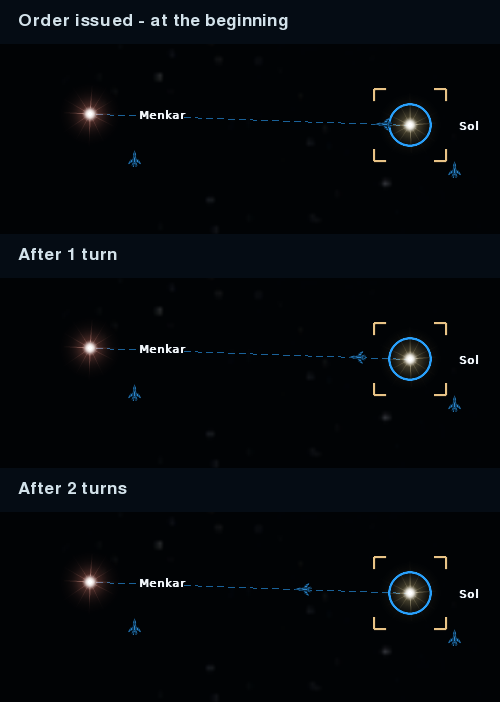 Order issued - at the beginning
Menkar
Sol
After 1 turn
Menkar
Sol
After 2 turns
Menkar
Sol